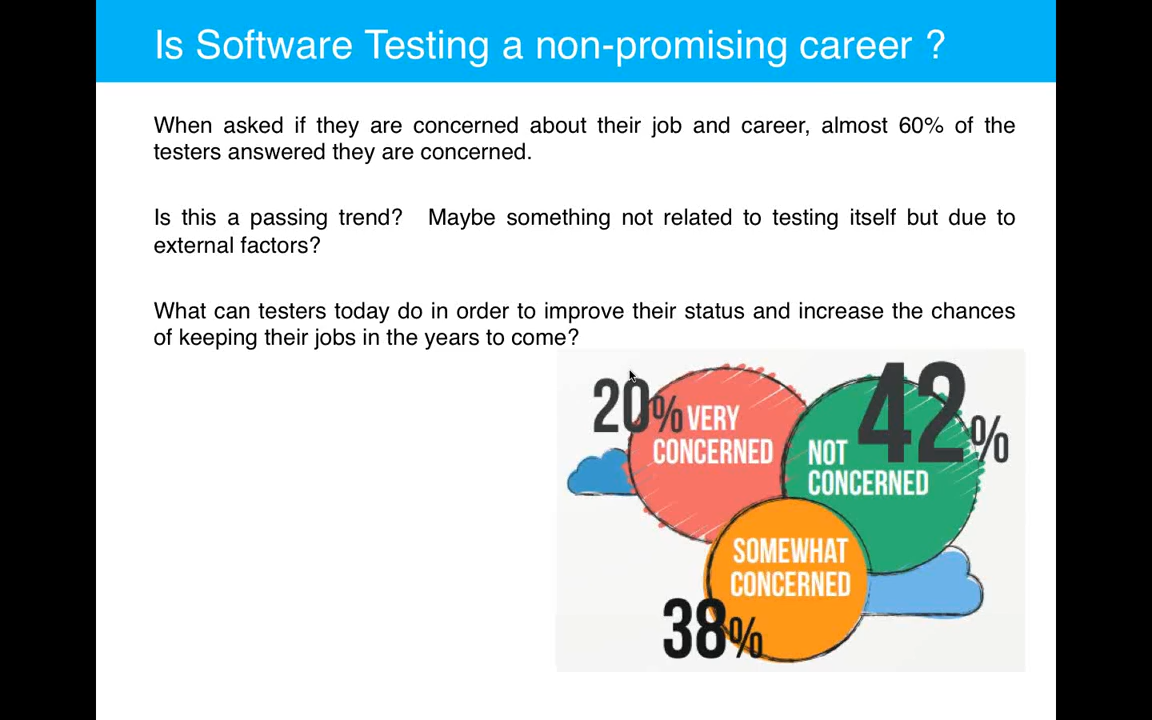 Is Software Testing a non-promising career ?
When asked if they are concerned about their job and career, almost 60% of the
testers answered they are concerned.
Is this a passing trend? Maybe something not related to testing itself but due to
external factors?
What can testers today do in order to improve their status and increase the chances
of keeping their jobs in the years to come?
20% VERY
CONCERNED
42%
NOT
CONCERNED
SOMEWHAT
CONCERNED
38%